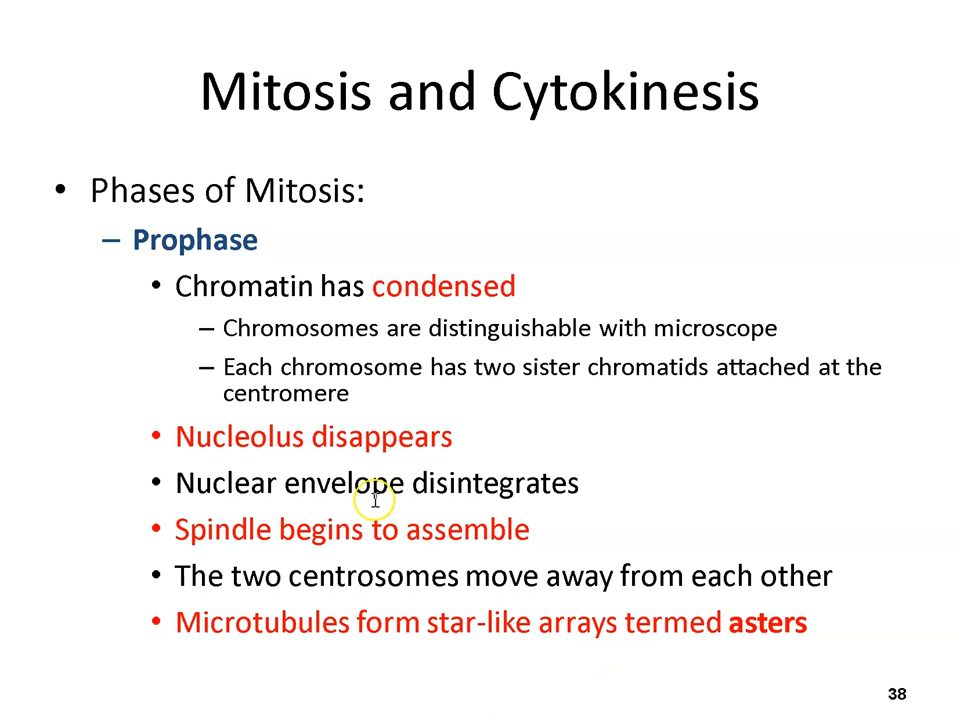 Mitosis and Cytokinesis
• Phases of Mitosis:
– Prophase
• Chromatin has condensed
– Chromosomes are distinguishable with microscope
– Each chromosome has two sister chromatids attached at the
centromere
• Nucleolus disappears
• Nuclear envelope disintegrates
• Spindle begins to assemble
• The two centrosomes move away from each other
• Microtubules form star-like arrays termed asters
38